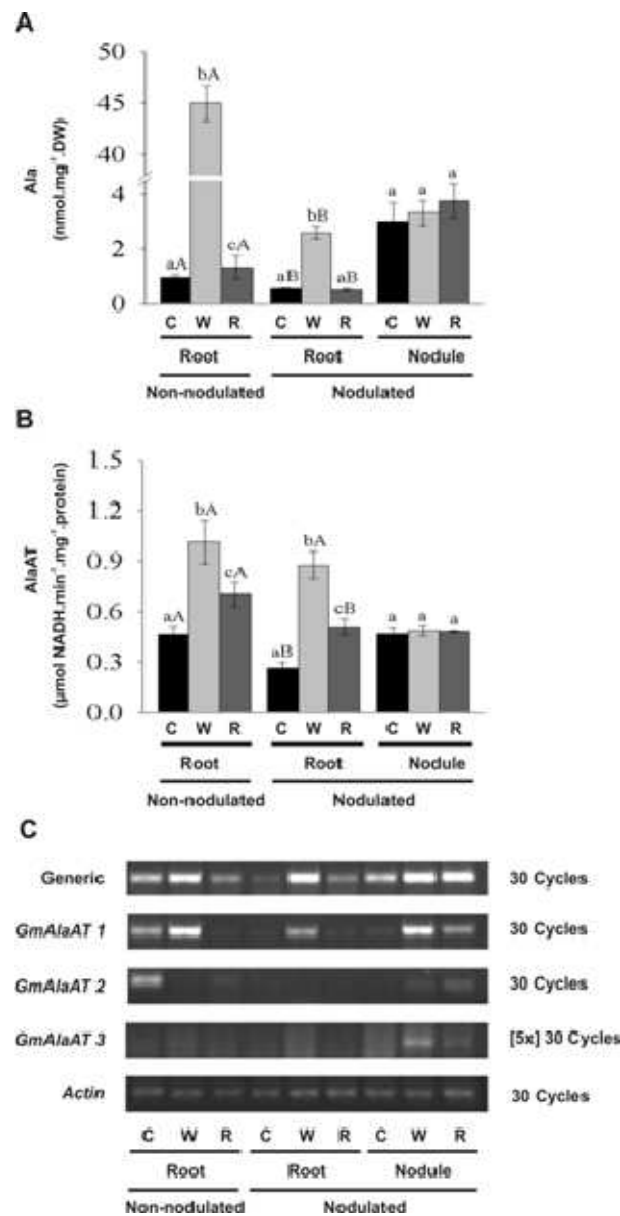 A
Ala
(nmol.mg⁻¹.DW)
50
45
40
4
2
0
aA bA cA aB bB aB a a a
C W R C W R C W R
Root Root Nodule
Non-nodulated Nodulated
B
AlaAT
(µmol NADH.min⁻¹.mg⁻¹.protein)
1.5
1.2
0.9
0.6
0.3
0.0
aA bA cA aB bA cB a a a
C W R C W R C W R
Root Root Nodule
Non-nodulated Nodulated
C
Generic 30 Cycles
GmAlaAT 1 30 Cycles
GmAlaAT 2 30 Cycles
GmAlaAT 3 [5x] 30 Cycles
Actin 30 Cycles
C W R C W R C W R
Root Root Nodule
Non-nodulated Nodulated